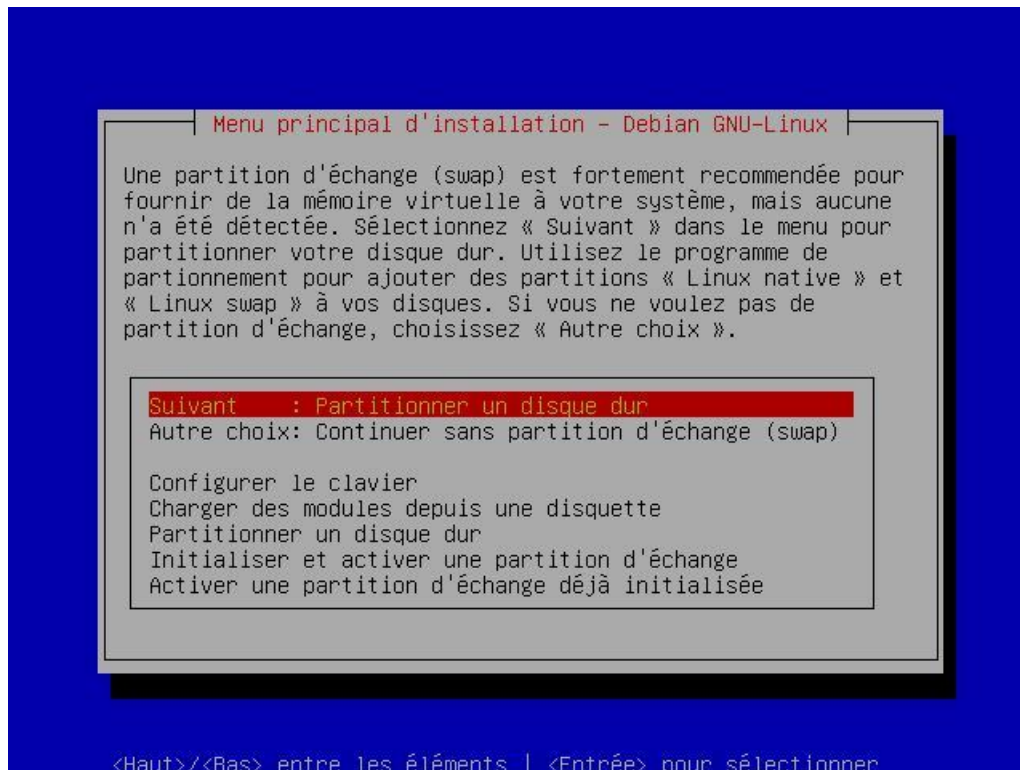 Menu principal d'installation – Debian GNU-Linux
Une partition d'échange (swap) est fortement recommendée pour
fournir de la mémoire virtuelle à votre système, mais aucune
n'a été détectée. Sélectionnez « Suivant » dans le menu pour
partitionner votre disque dur. Utilisez le programme de
partionnement pour ajouter des partitions « Linux native » et
« Linux swap » à vos disques. Si vous ne voulez pas de
partition d'échange, choisissez « Autre choix ».
Suivant : Partitionner un disque dur
Autre choix: Continuer sans partition d'échange (swap)
Configurer le clavier
Charger des modules depuis une disquette
Partitionner un disque dur
Initialiser et activer une partition d'échange
Activer une partition d'échange déjà initialisée
<Haut>/<Bas> entre les éléments | <Entrée> pour sélectionner